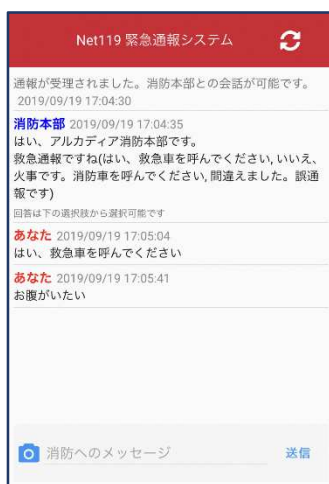 Net119 緊急通報システム
通報が受理されました。消防本部との会話が可能です。
2019/09/19 17:04:30
消防本部 2019/09/19 17:04:35
はい、アルカディア消防本部です。
救急通報ですね(はい、救急車を呼んでください, いいえ、
火事です。消防車を呼んでください, 間違えました。誤通
報です)
回答は下の選択肢から選択可能です
あなた 2019/09/19 17:05:04
はい、救急車を呼んでください
あなた 2019/09/19 17:05:41
お腹がいたい
消防へのメッセージ 送信